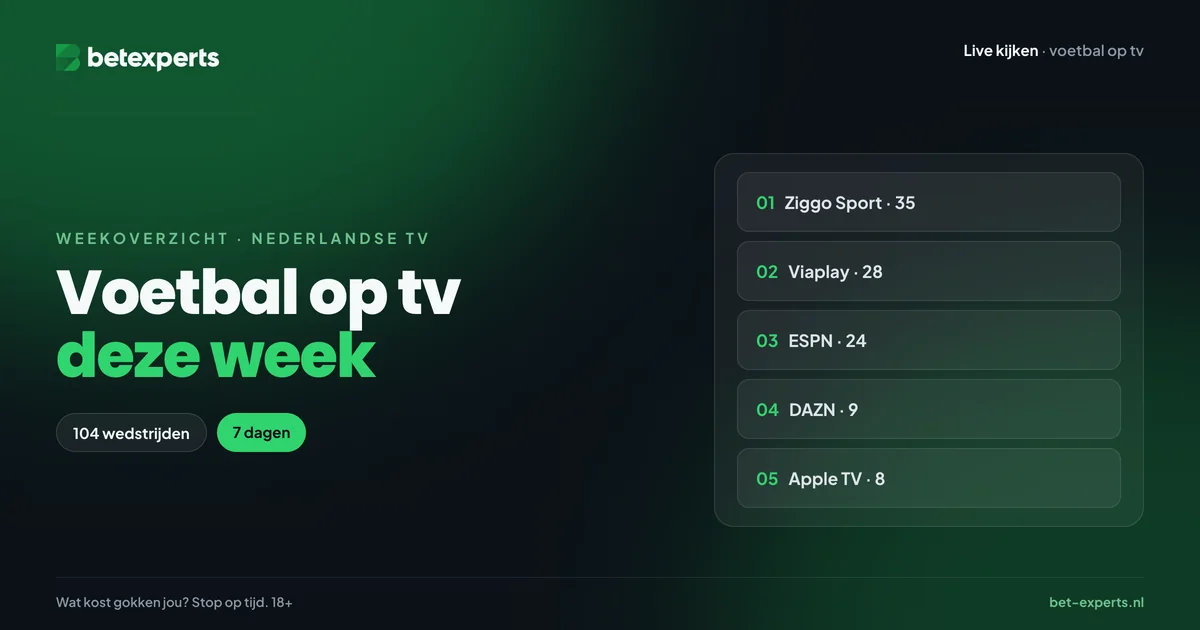 betexperts
Live kijken · voetbal op tv
WEEKOVERZICHT · NEDERLANDSE TV
Voetbal op tv
deze week
104 wedstrijden
7 dagen
01 Ziggo Sport · 35
02 Viaplay · 28
03 ESPN · 24
04 DAZN · 9
05 Apple TV · 8
Wat kost gokken jou? Stop op tijd. 18+
bet-experts.nl